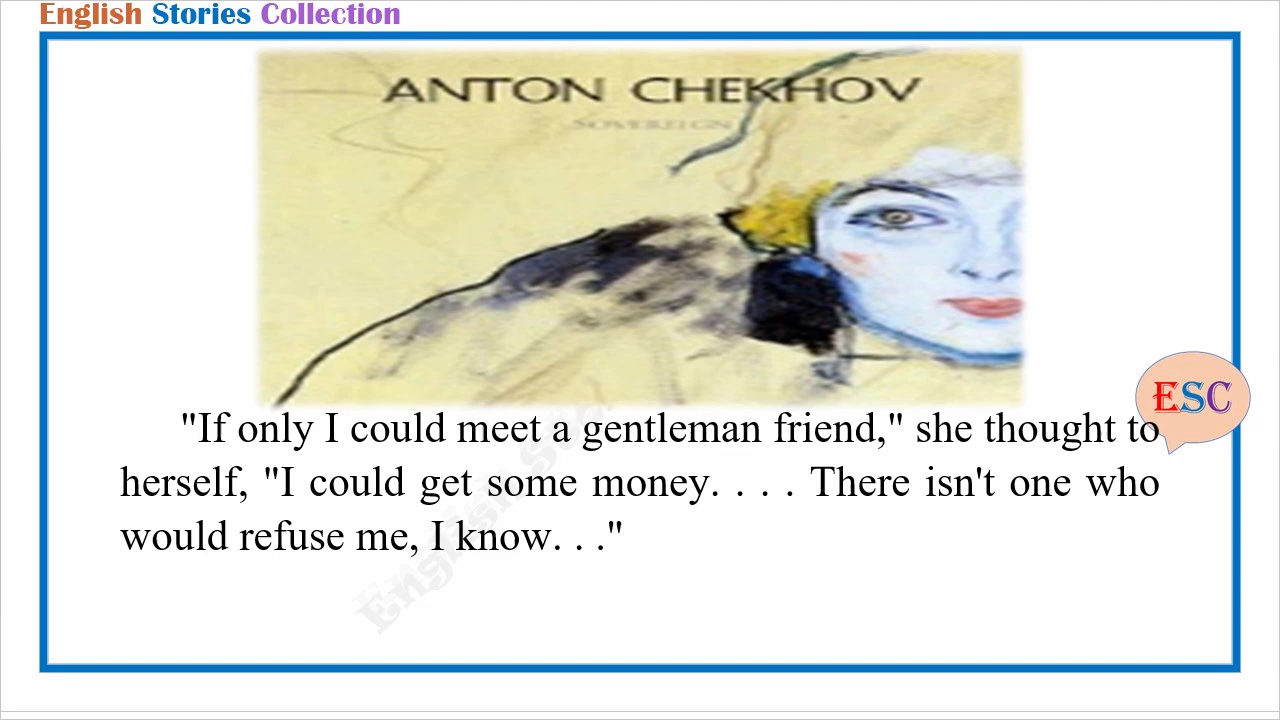 English Stories Collection
ANTON CHEKHOV
SOVEREIGN
ESC
"If only I could meet a gentleman friend," she thought to
herself, "I could get some money. . . . There isn't one who
would refuse me, I know. . ."